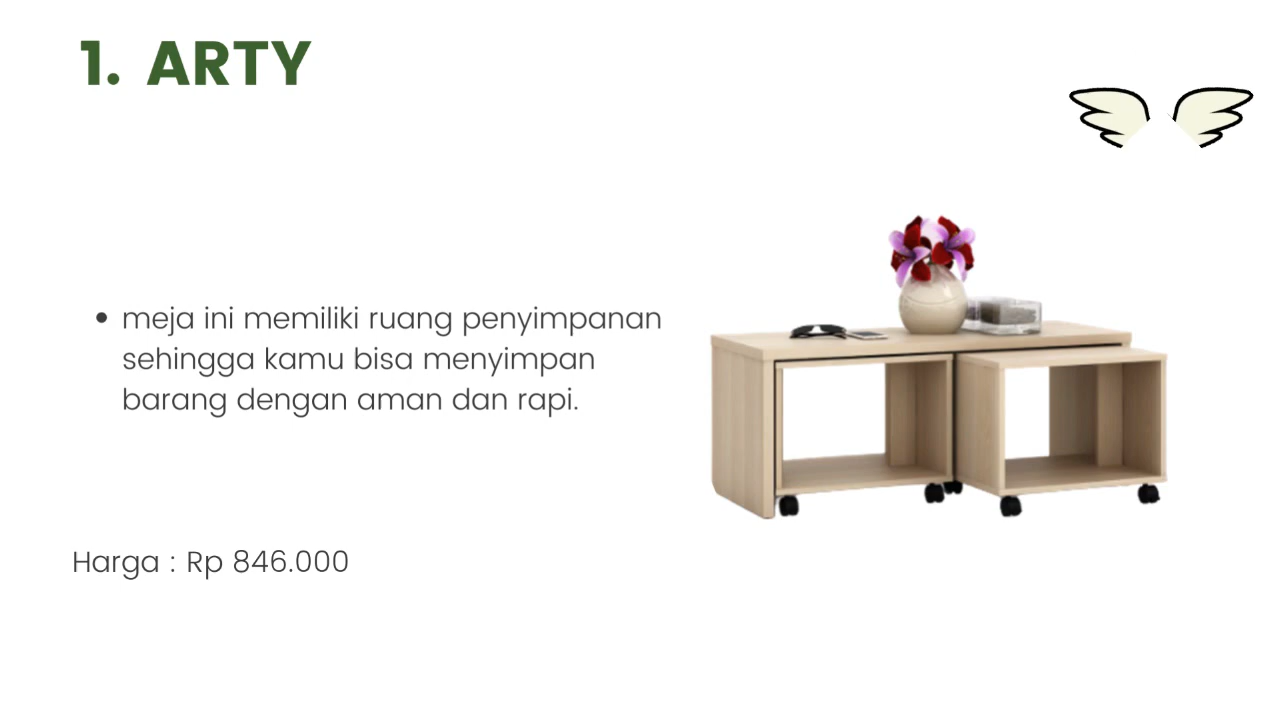 1. ARTY
• meja ini memiliki ruang penyimpanan
sehingga kamu bisa menyimpan
barang dengan aman dan rapi.
Harga : Rp 846.000